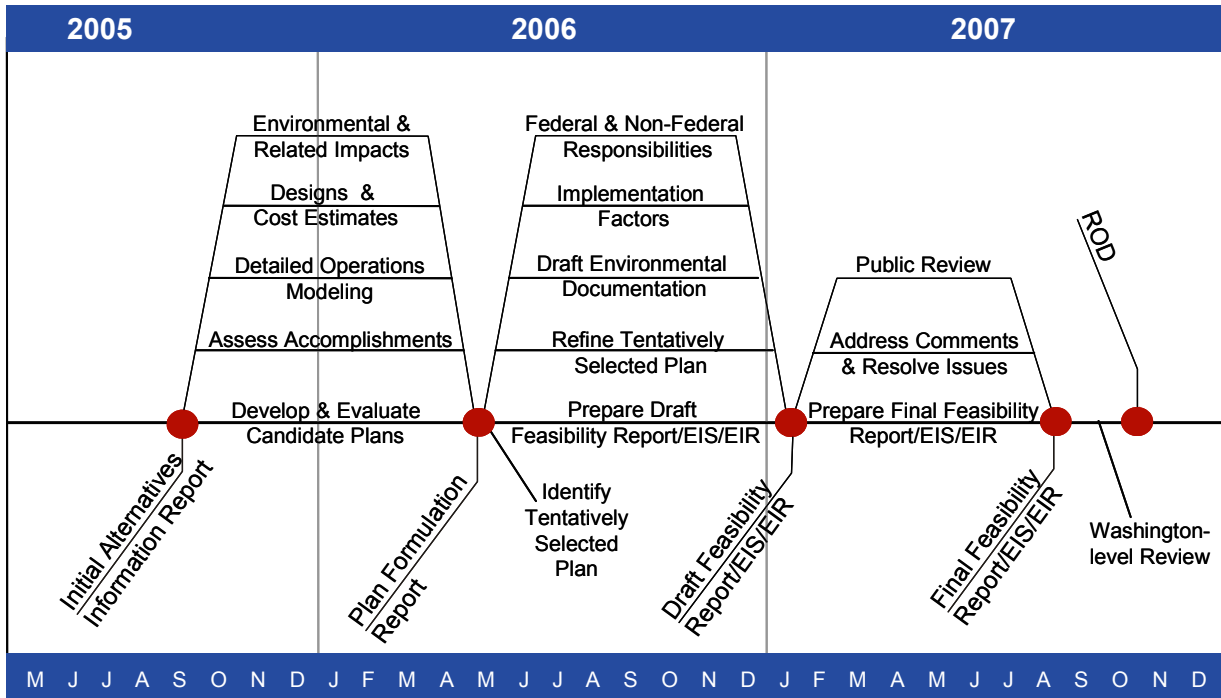 2005 2006 2007
Environmental &
Related Impacts
Designs &
Cost Estimates
Detailed Operations
Modeling
Assess Accomplishments
Develop & Evaluate
Candidate Plans
Federal & Non-Federal
Responsibilities
Implementation
Factors
Draft Environmental
Documentation
Refine Tentatively
Selected Plan
Prepare Draft
Feasibility Report/EIS/EIR
Public Review
Address Comments
& Resolve Issues
Prepare Final Feasibility
Report/EIS/EIR
ROD
Initial Alternatives
Information Report
Plan Formulation
Report
Identify
Tentatively
Selected
Plan
Draft Feasibility
Report/EIS/EIR
Final Feasibility
Report/EIS/EIR
Washington-
level Review
M J J A S O N D J F M A M J J A S O N D J F M A M J J A S O N D